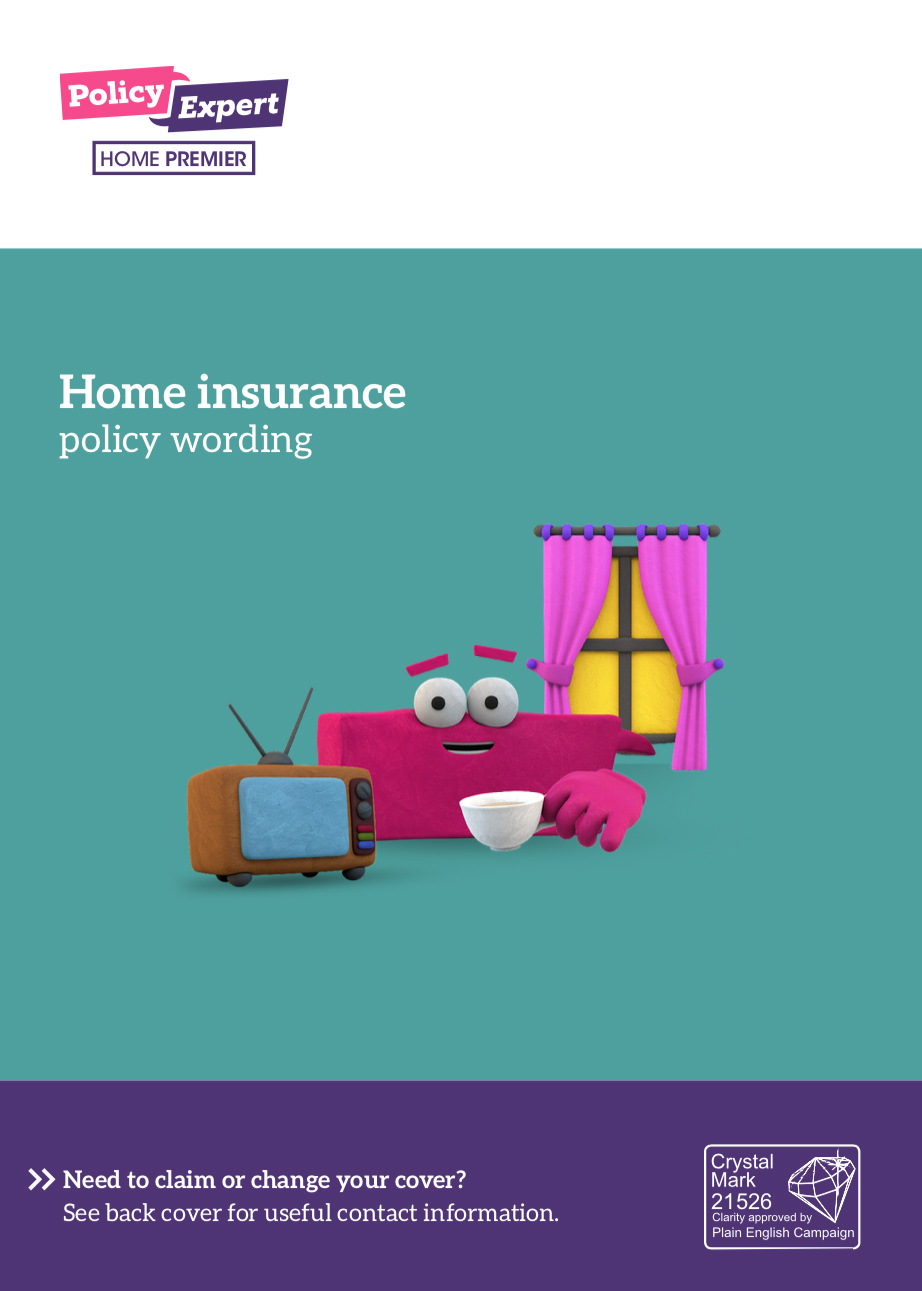 Policy
Expert
HOME PREMIER
Home insurance
policy wording
Need to claim or change your cover?
See back cover for useful contact information.
Crystal
Mark
21526
Clarity approved by
Plain English Campaign